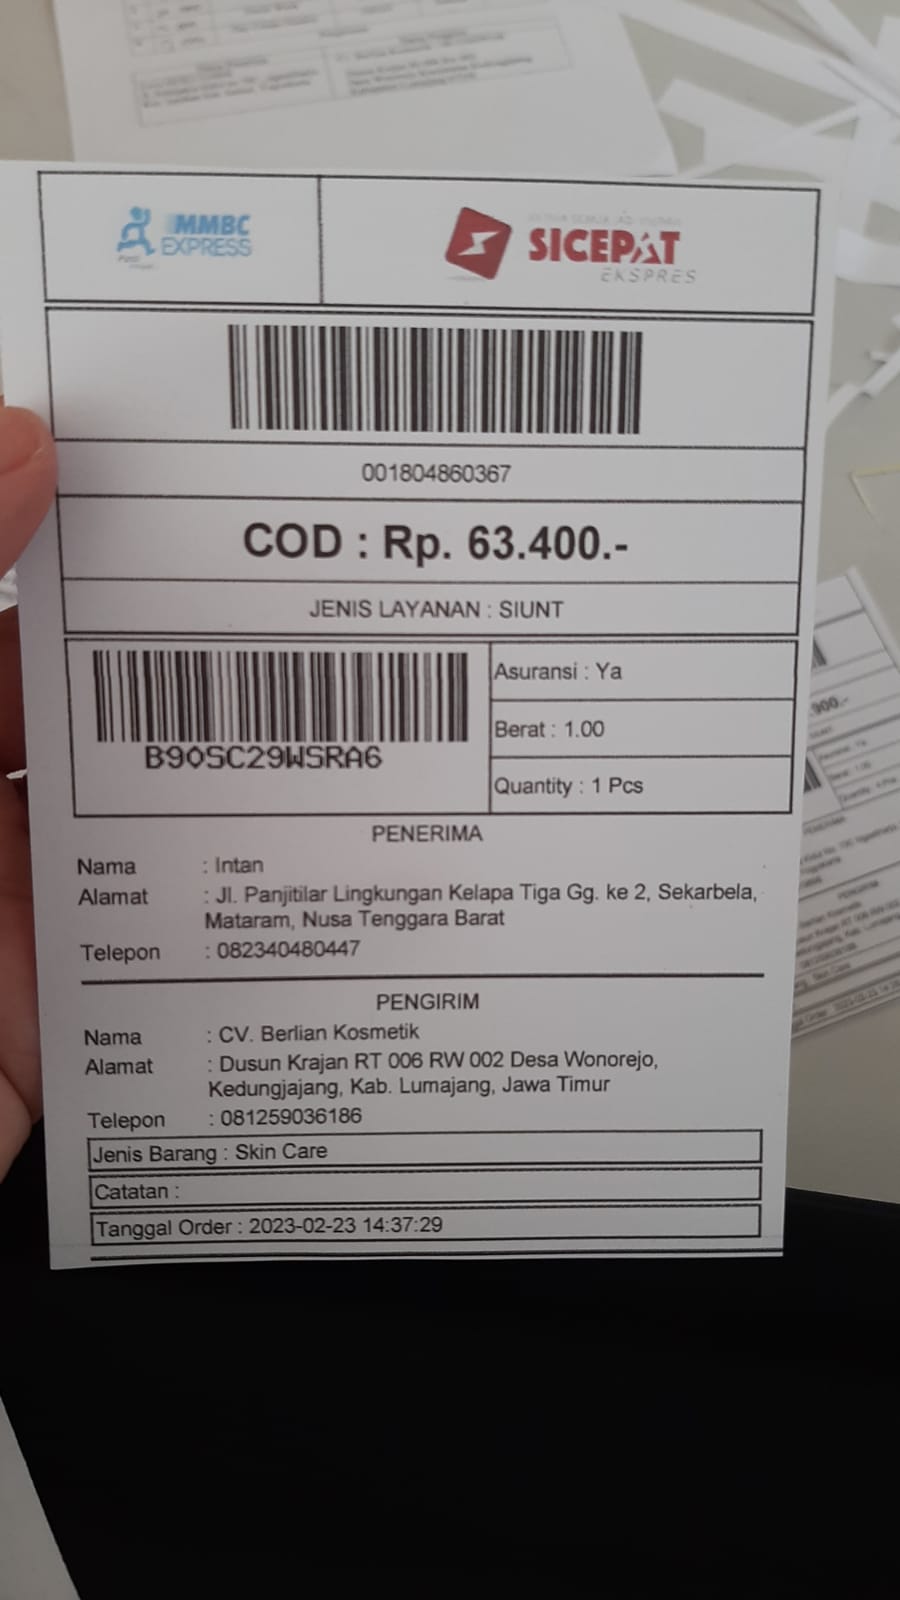 MMBC
EXPRESS
SICEPAT
EKSPRES
001804860367
COD : Rp. 63.400.-
JENIS LAYANAN : SIUNT
B90SC29WSRA6
Asuransi : Ya
Berat : 1.00
Quantity : 1 Pcs
PENERIMA
Nama : Intan
Alamat : Jl. Panjitilar Lingkungan Kelapa Tiga Gg. ke 2, Sekarbela,
Mataram, Nusa Tenggara Barat
Telepon : 082340480447
PENGIRIM
Nama : CV. Berlian Kosmetik
Alamat : Dusun Krajan RT 006 RW 002 Desa Wonorejo,
Kedungjajang, Kab. Lumajang, Jawa Timur
Telepon : 081259036186
Jenis Barang : Skin Care
Catatan :
Tanggal Order : 2023-02-23 14:37:29